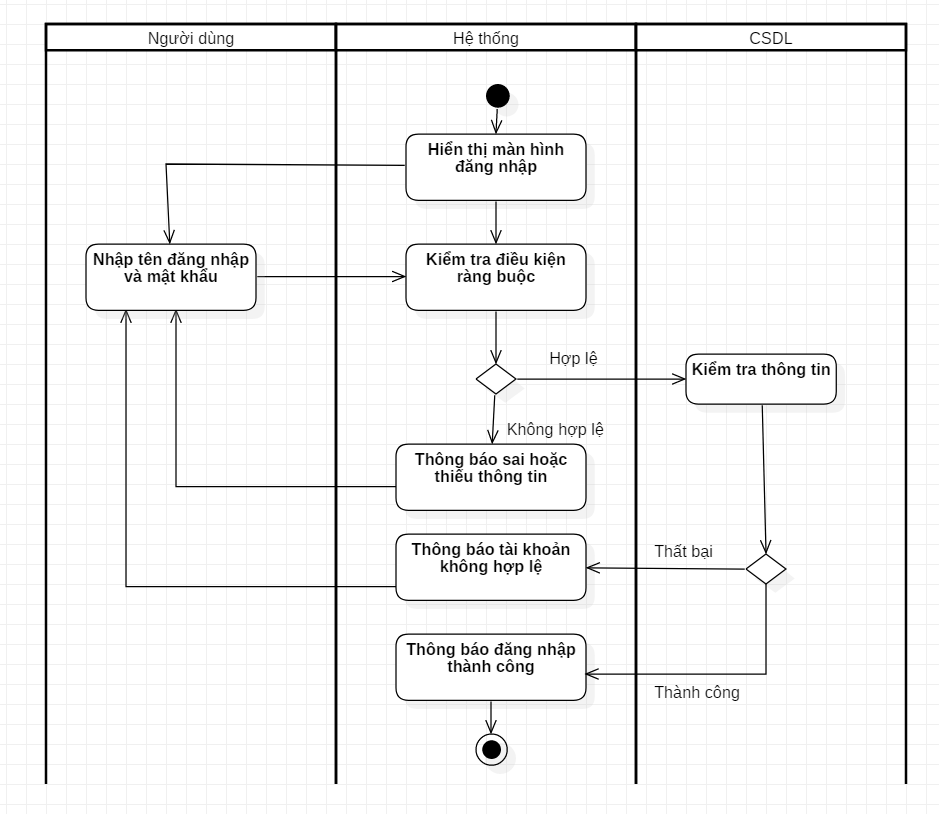 Người dùng
Hệ thống
CSDL
Hiển thị màn hình
đăng nhập
Nhập tên đăng nhập
và mật khẩu
Kiểm tra điều kiện
ràng buộc
Hợp lệ
Kiểm tra thông tin
Không hợp lệ
Thông báo sai hoặc
thiếu thông tin
Thông báo tài khoản
không hợp lệ
Thất bại
Thông báo đăng nhập
thành công
Thành công